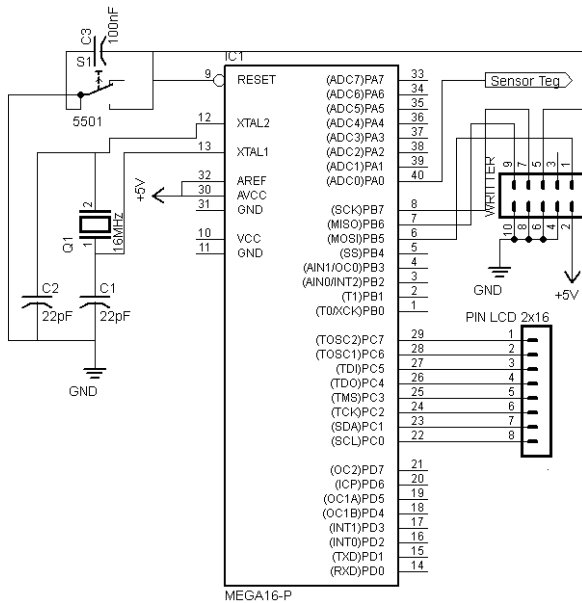 C3
100nF
S1
5501
IC1
9 RESET
12 XTAL2
13 XTAL1
32 AREF
30 AVCC
31 GND
10 VCC
11 GND
(ADC7)PA7 33
(ADC6)PA6 34
(ADC5)PA5 35
(ADC4)PA4 36
(ADC3)PA3 37
(ADC2)PA2 38
(ADC1)PA1 39
(ADC0)PA0 40
(SCK)PB7 8
(MISO)PB6 7
(MOSI)PB5 6
(SS)PB4 5
(AIN1/OC0)PB3 4
(AIN0/INT2)PB2 3
(T1)PB1 2
(T0/XCK)PB0 1
(TOSC2)PC7 29
(TOSC1)PC6 28
(TDI)PC5 27
(TDO)PC4 26
(TMS)PC3 25
(TCK)PC2 24
(SDA)PC1 23
(SCL)PC0 22
(OC2)PD7 21
(ICP)PD6 20
(OC1A)PD5 19
(OC1B)PD4 18
(INT1)PD3 17
(INT0)PD2 16
(TXD)PD1 15
(RXD)PD0 14
MEGA16-P
+5V
Q1
2
1
16MHz
C2
22pF
C1
22pF
GND
Sensor Teg
WRITTER
9 7 5 3 1
10 8 6 4 2
GND
+5V
PIN LCD 2x16
1
2
3
4
5
6
7
8